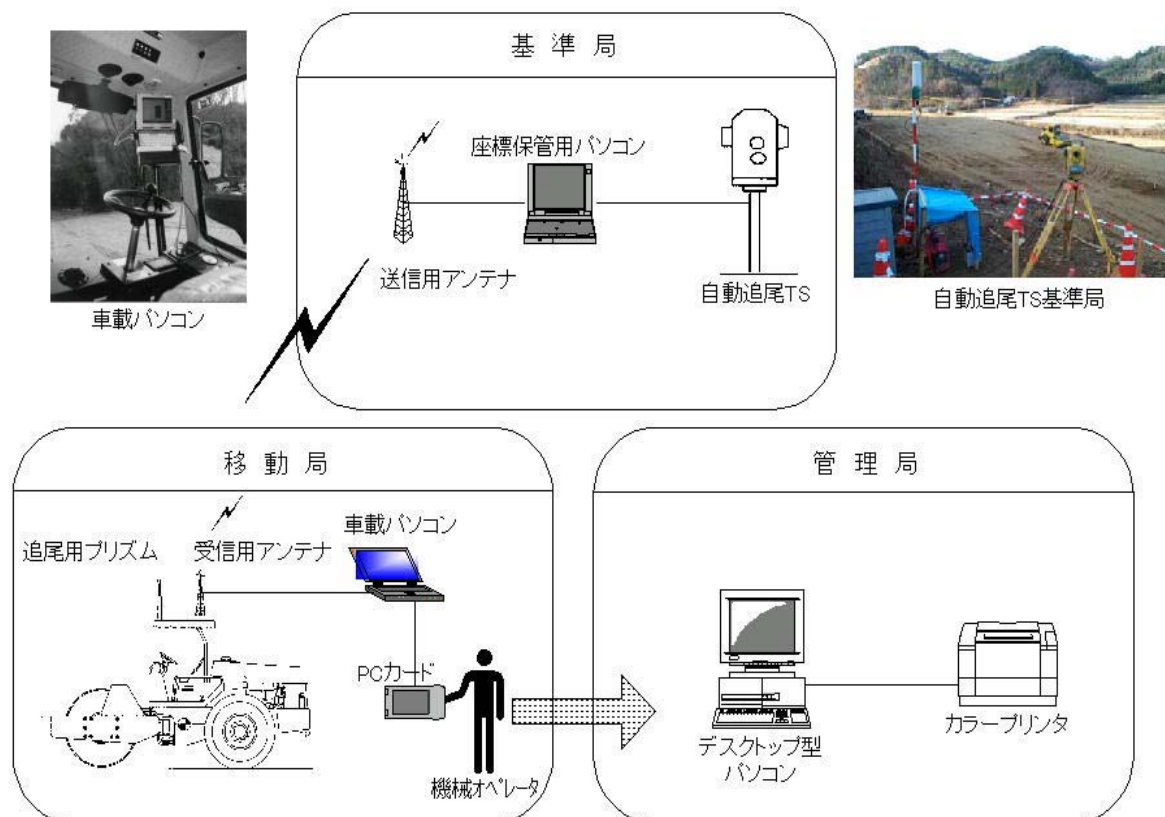 基準局
座標保管用パソコン
送信用アンテナ
自動追尾TS
車載パソコン
自動追尾TS基準局
移動局
車載パソコン
追尾用プリズム
受信用アンテナ
PCカード
機械オペレータ
管理局
デスクトップ型
パソコン
カラープリンタ